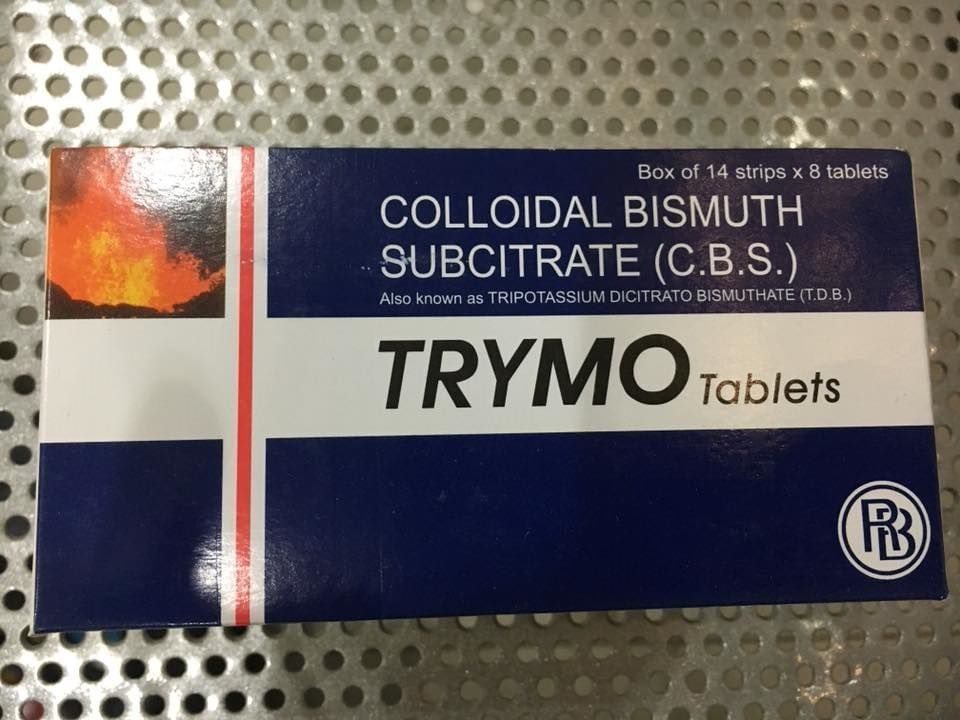 Box of 14 strips x 8 tablets
COLLOIDAL BISMUTH
SUBCITRATE (C.B.S.)
Also known as TRIPOTASSIUM DICITRATO BISMUTHATE (T.D.B.)
TRYMO Tablets
RB